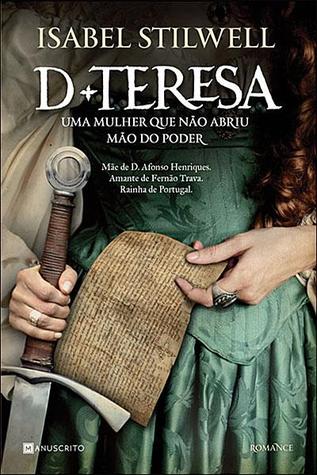 ISABEL STILWELL
D+TERESA
UMA MULHER QUE NÃO ABRIU
MÃO DO PODER
Mãe de D. Afonso Henriques.
Amante de Fernão Trava.
Rainha de Portugal.
MANUSCRITO
ROMANCE